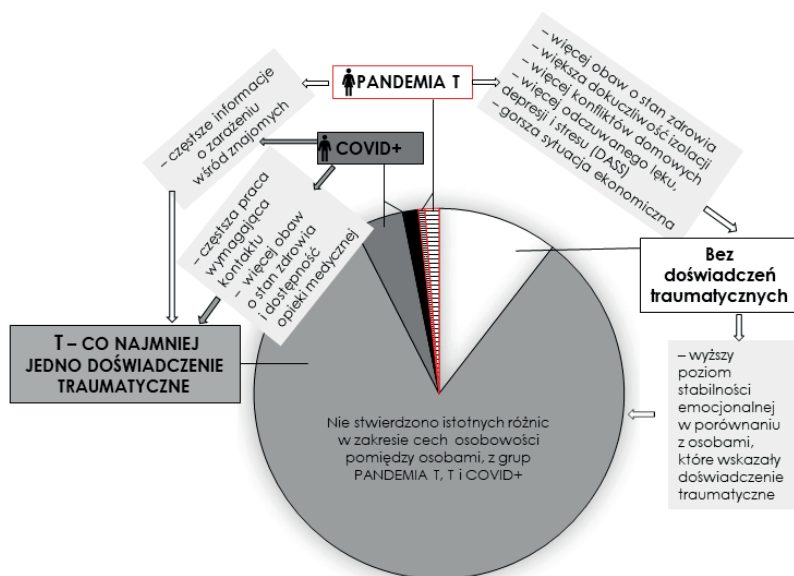 PANDEMIA T
– więcej obaw o stan zdrowia
– większa dokuczliwość izolacji
– więcej konfliktów domowych
– więcej odczuwanego lęku,
depresji i stresu (DASS)
– gorsza sytuacja ekonomiczna
– częstsze informacje
o zarażeniu
wśród znajomych
COVID+
– częstsza praca
wymagająca
kontaktu
– więcej obaw
o stan zdrowia
i dostępność
opieki medycznej
Bez
doświadczeń
traumatycznych
T – CO NAJMNIEJ
JEDNO DOŚWIADCZENIE
TRAUMATYCZNE
– wyższy
poziom
stabilności
emocjonalnej
w porównaniu
z osobami,
które wskazały
doświadczenie
traumatyczne
Nie stwierdzono istotnych różnic
w zakresie cech osobowości
pomiędzy osobami, z grup
PANDEMIA T, T i COVID+